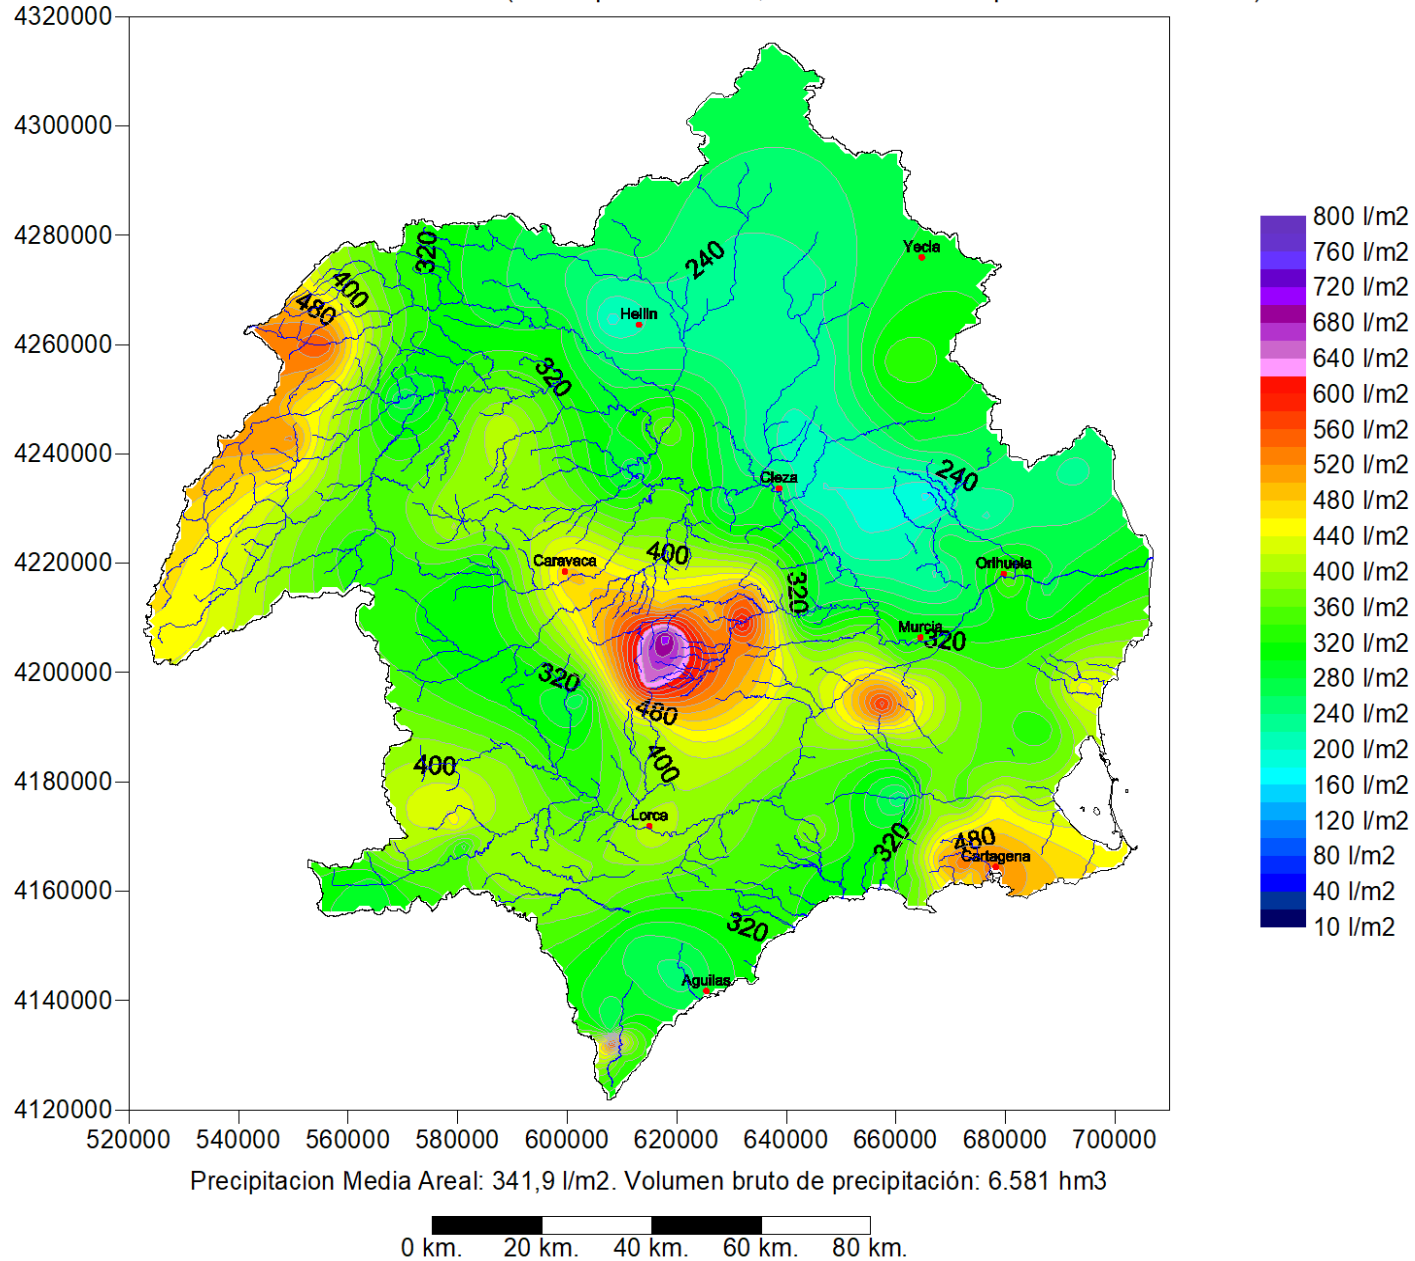 4320000
4300000
4280000
4260000
4240000
4220000
4200000
4180000
4160000
4140000
4120000
520000 540000 560000 580000 600000 620000 640000 660000 680000 700000
320
400
480
240
Yecla
Hellin
320
Cieza
240
Caravaca
400
320
Orihuela
Murcia
320
320
480
400
400
Lorca
320
480
Cartagena
320
Aguilas
800 l/m2
760 l/m2
720 l/m2
680 l/m2
640 l/m2
600 l/m2
560 l/m2
520 l/m2
480 l/m2
440 l/m2
400 l/m2
360 l/m2
320 l/m2
280 l/m2
240 l/m2
200 l/m2
160 l/m2
120 l/m2
80 l/m2
40 l/m2
10 l/m2
Precipitacion Media Areal: 341,9 l/m2. Volumen bruto de precipitación: 6.581 hm3
0 km. 20 km. 40 km. 60 km. 80 km.